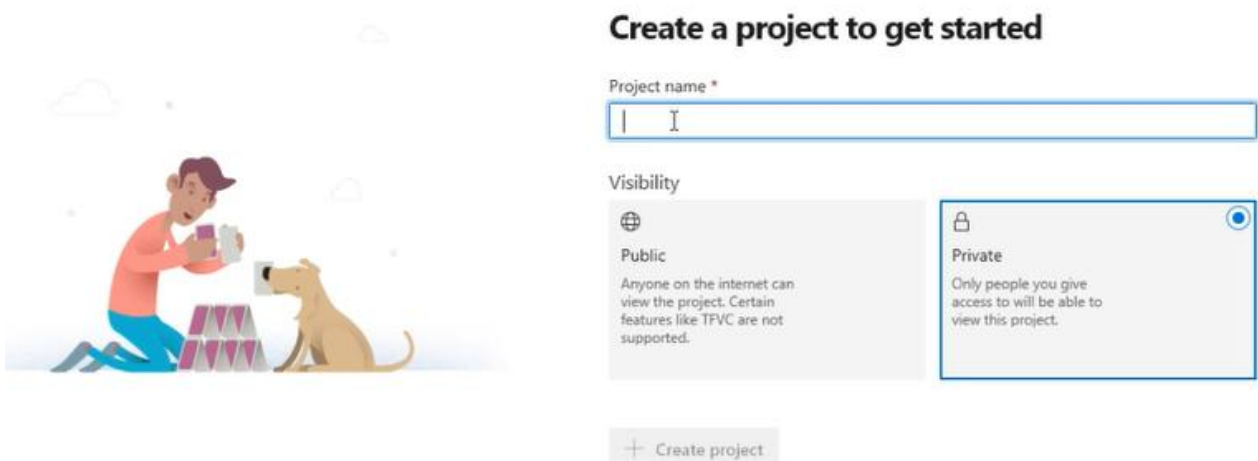 Create a project to get started
Project name *
Visibility
Public
Anyone on the internet can
view the project. Certain
features like TFVC are not
supported.
Private
Only people you give
access to will be able to
view this project.
+ Create project